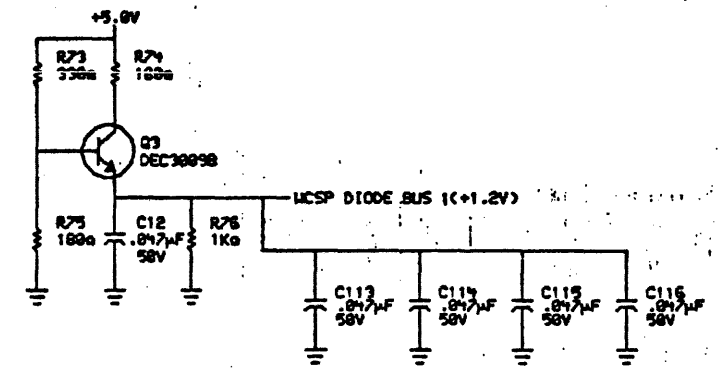 +5.0V
R73
330Ω
R74
100Ω
Q3
DEC3009B
WCSP DIODE BUS 1(+1.2V)
R75
180Ω
C12
.047μF
50V
R76
1KΩ
C113
.047μF
50V
C114
.047μF
50V
C115
.047μF
50V
C116
.047μF
50V